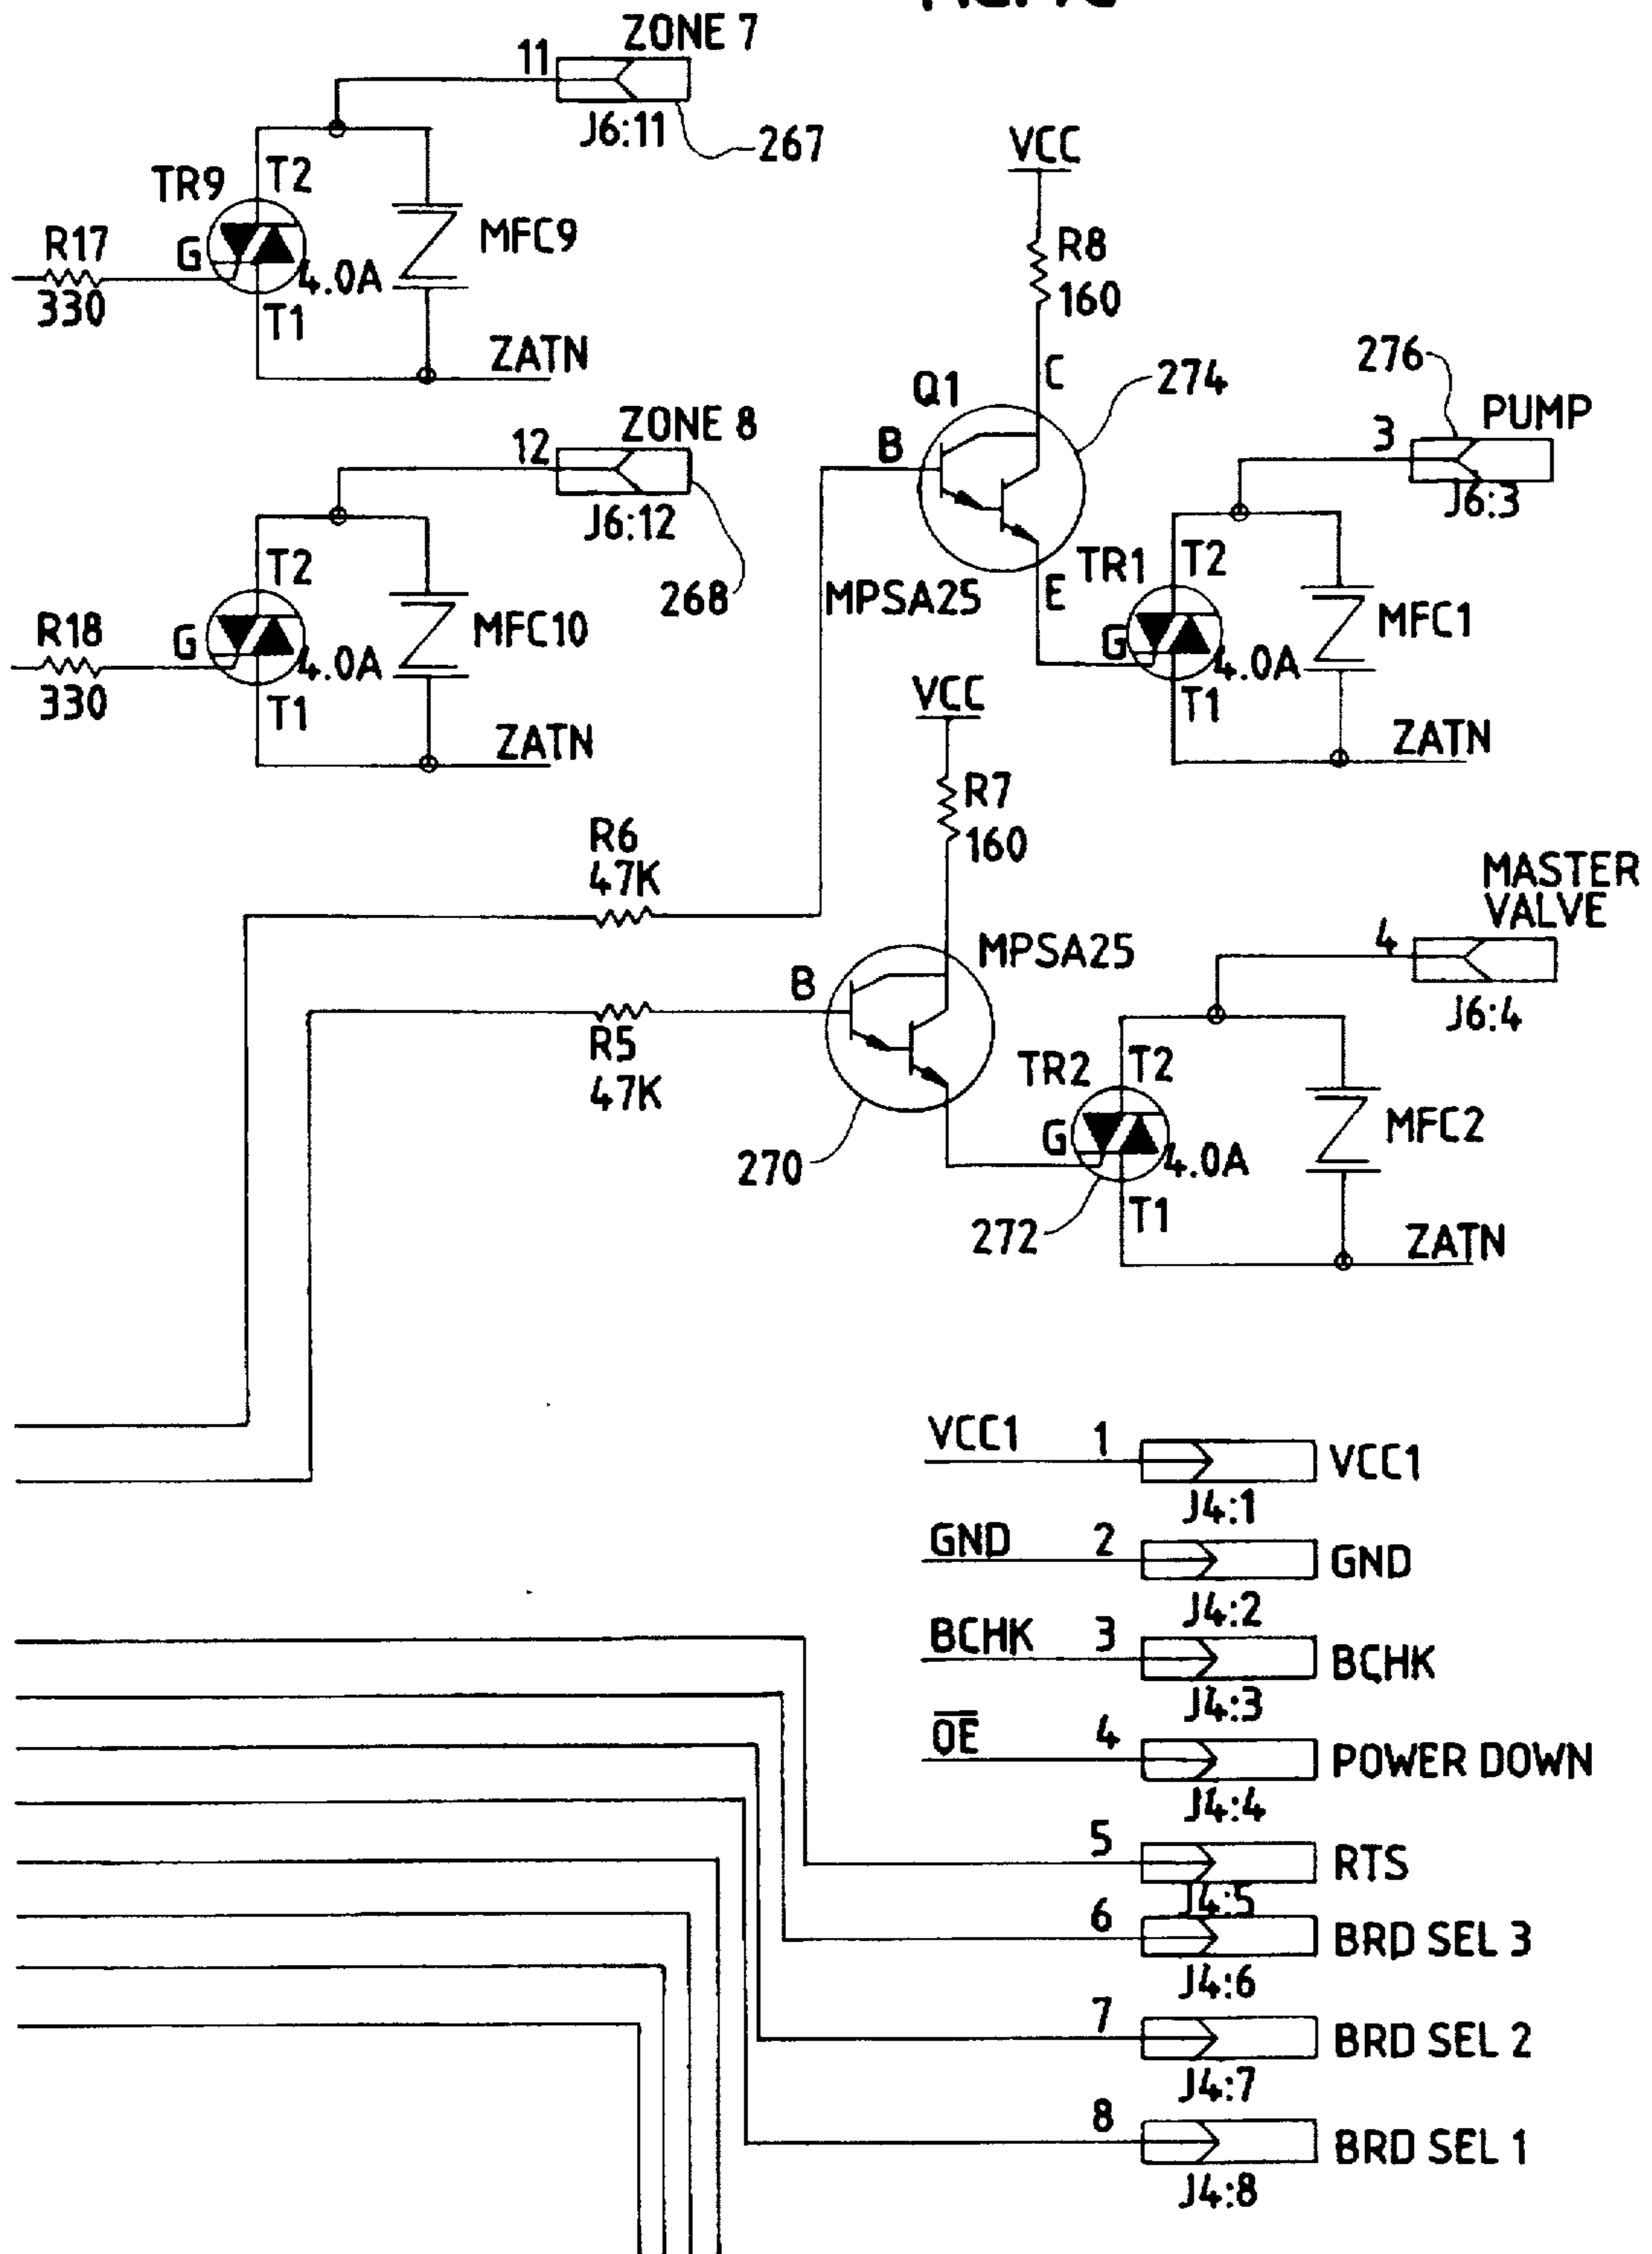 ZONE 7
11
J6:11
267
TR9
T2
R17
330
G
4.0A
T1
MFC9
ZATN
VCC
R8
160
C
Q1
274
B
E
MPSA25
ZONE 8
12
J6:12
268
T2
R18
330
G
4.0A
T1
MFC10
ZATN
276
3
PUMP
J6:3
TR1
T2
G
4.0A
T1
MFC1
ZATN
VCC
R7
160
R6
47K
R5
47K
B
MPSA25
270
MASTER
VALVE
4
J6:4
TR2
T2
G
4.0A
T1
272
MFC2
ZATN
VCC1 1 VCC1
J4:1
GND 2 GND
J4:2
BCHK 3 BCHK
J4:3
OE 4 POWER DOWN
J4:4
5 RTS
J4:5
6 BRD SEL 3
J4:6
7 BRD SEL 2
J4:7
8 BRD SEL 1
J4:8